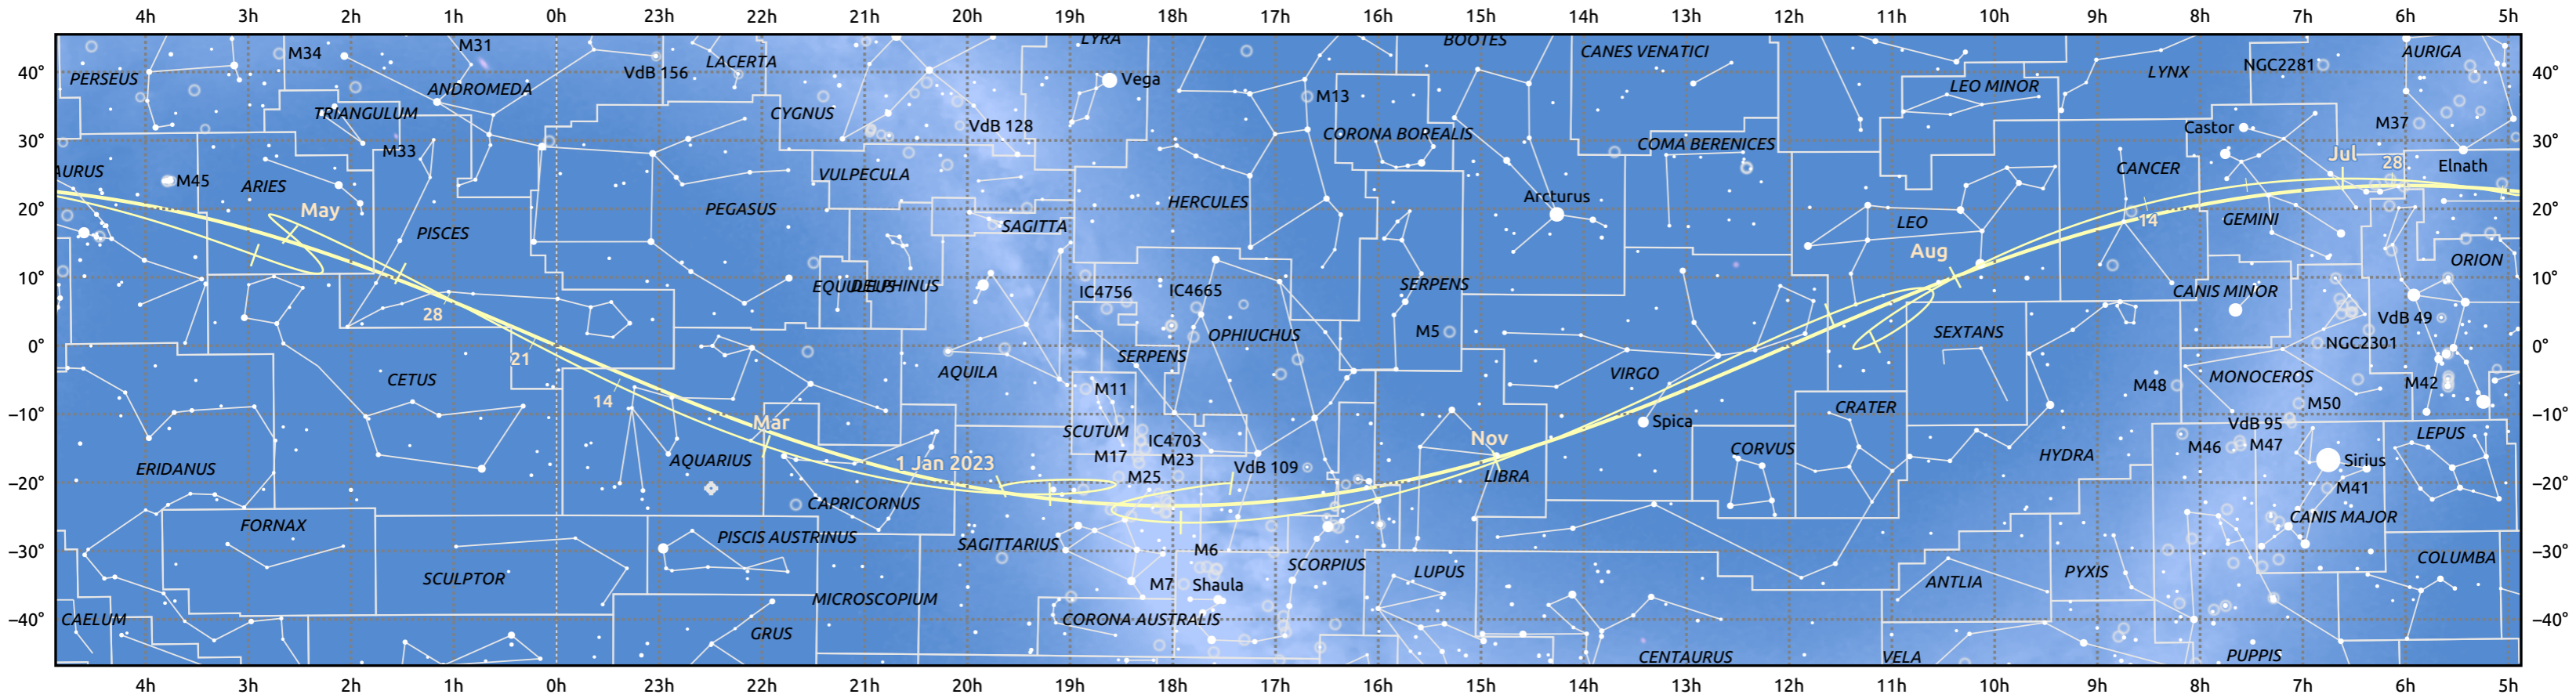 4h 3h 2h 1h 0h 23h 22h 21h 20h 19h 18h 17h 16h 15h 14h 13h 12h 11h 10h 9h 8h 7h 6h 5h
LYRA
BOOTES
M31
M34
ANDROMEDA
PERSEUS
VdB 156
LACERTA
Vega
CANES VENATICI
LYNX
NGC2281
AURIGA
40°
40°
TRIANGULUM
CYGNUS
VdB 128
M13
LEO MINOR
M37
CORONA BOREALIS
Castor
30°
30°
M33
COMA BERENICES
Jul
28
Elnath
AURUS
M45
ARIES
VULPECULA
CANCER
May
PEGASUS
HERCULES
Arcturus
20°
20°
PISCES
SAGITTA
LEO
14
GEMINI
Aug
ORION
10°
10°
EQUULEUS
DELPHINUS
IC4756
IC4665
SERPENS
CANIS MINOR
28
OPHIUCHUS
M5
SEXTANS
VdB 49
0°
0°
21
SERPENS
NGC2301
CETUS
AQUILA
VIRGO
MONOCEROS
M11
M48
M42
14
CRATER
M50
−10°
−10°
Mar
SCUTUM
IC4703
Nov
Spica
VdB 95
LEPUS
M46
M47
ERIDANUS
AQUARIUS
1 Jan 2023
M17
M23
VdB 109
CORVUS
HYDRA
Sirius
M25
LIBRA
−20°
−20°
CAPRICORNUS
M41
FORNAX
CANIS MAJOR
PISCIS AUSTRINUS
SAGITTARIUS
M6
−30°
−30°
SCULPTOR
SCORPIUS
LUPUS
ANTLIA
PYXIS
COLUMBA
M7
Shaula
MICROSCOPIUM
CAELUM
CORONA AUSTRALIS
−40°
−40°
GRUS
CENTAURUS
VELA
PUPPIS
4h 3h 2h 1h 0h 23h 22h 21h 20h 19h 18h 17h 16h 15h 14h 13h 12h 11h 10h 9h 8h 7h 6h 5h